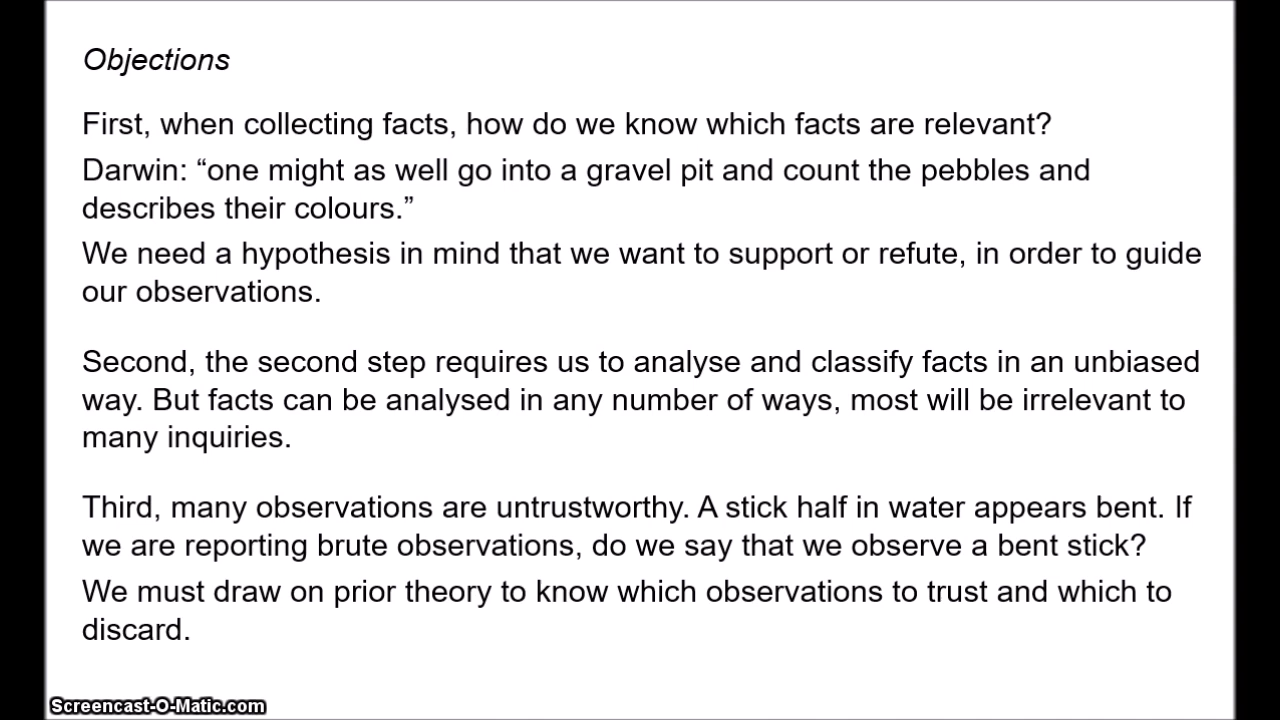 Objections
First, when collecting facts, how do we know which facts are relevant?
Darwin: “one might as well go into a gravel pit and count the pebbles and
describes their colours.”
We need a hypothesis in mind that we want to support or refute, in order to guide
our observations.
Second, the second step requires us to analyse and classify facts in an unbiased
way. But facts can be analysed in any number of ways, most will be irrelevant to
many inquiries.
Third, many observations are untrustworthy. A stick half in water appears bent. If
we are reporting brute observations, do we say that we observe a bent stick?
We must draw on prior theory to know which observations to trust and which to
discard.
Screencast-O-Matic.com